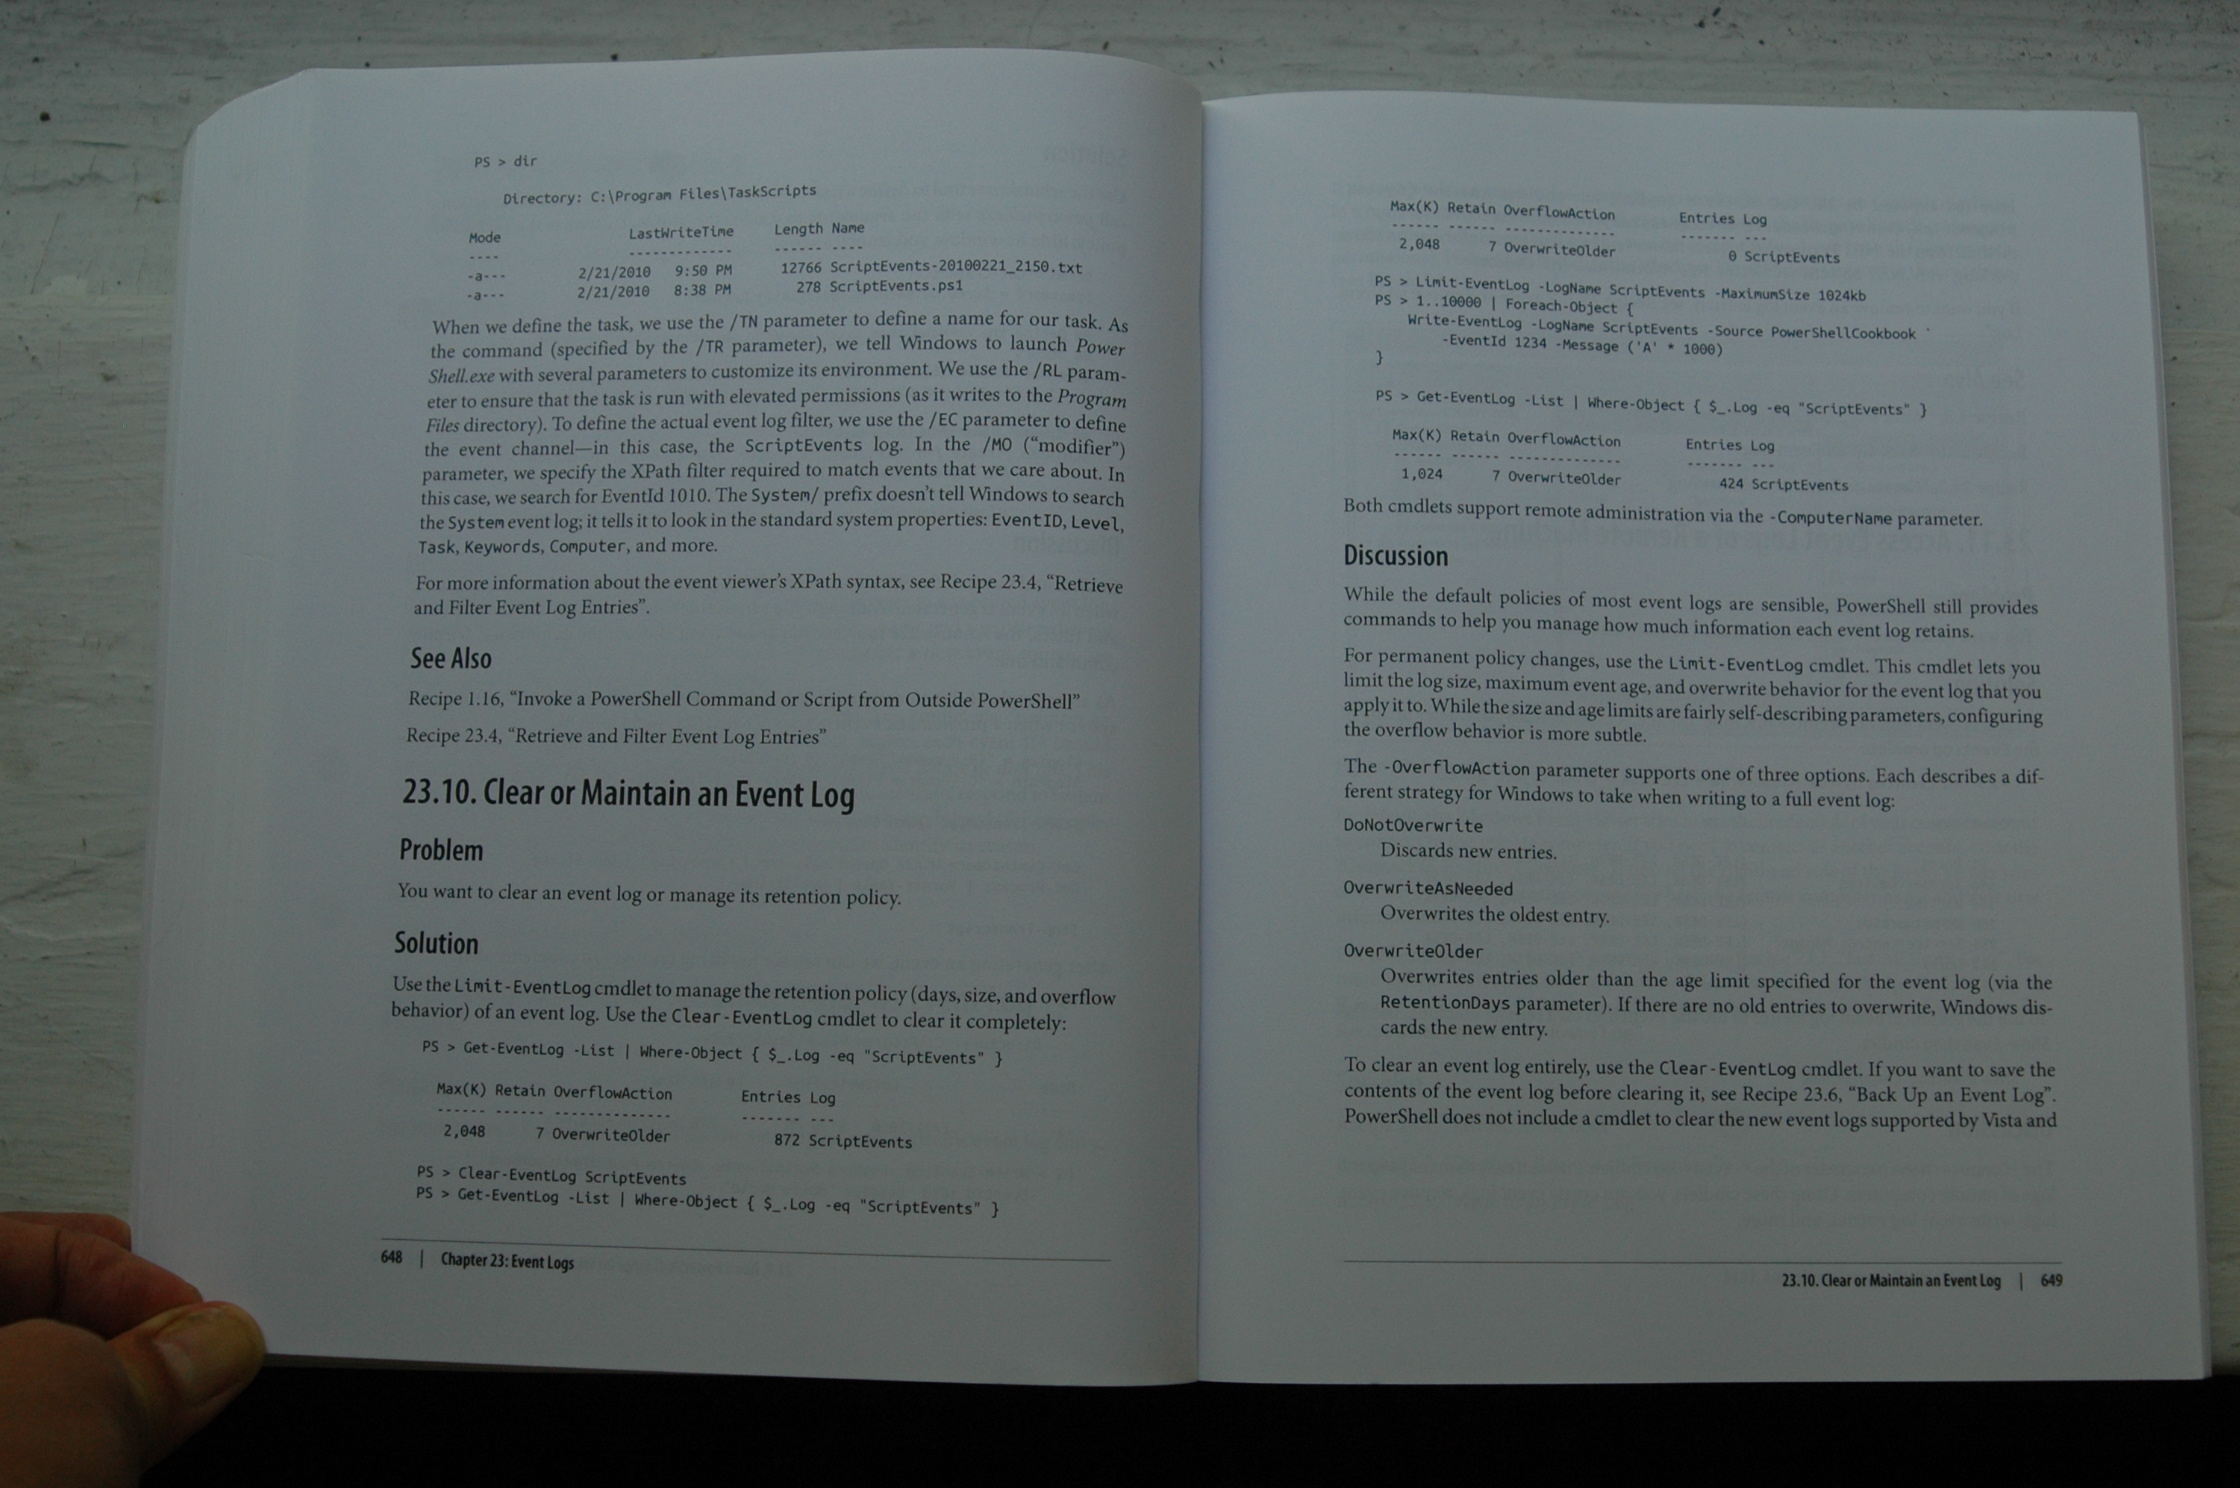 PS > dir
Directory: C:\Program Files\TaskScripts
Mode LastWriteTime Length Name
---- ------------- ------ ----
-a--- 2/21/2010 9:50 PM 12766 ScriptEvents-20100221_2150.txt
-a--- 2/21/2010 8:38 PM 278 ScriptEvents.ps1
When we define the task, we use the /TN parameter to define a name for our task. As
the command (specified by the /TR parameter), we tell Windows to launch Power
Shell.exe with several parameters to customize its environment. We use the /RL param-
eter to ensure that the task is run with elevated permissions (as it writes to the Program
Files directory). To define the actual event log filter, we use the /EC parameter to define
the event channel—in this case, the ScriptEvents log. In the /MO (“modifier”)
parameter, we specify the XPath filter required to match events that we care about. In
this case, we search for EventId 1010. The System/ prefix doesn’t tell Windows to search
the System event log; it tells it to look in the standard system properties: EventID, Level,
Task, Keywords, Computer, and more.
For more information about the event viewer’s XPath syntax, see Recipe 23.4, “Retrieve
and Filter Event Log Entries”.
See Also
Recipe 1.16, “Invoke a PowerShell Command or Script from Outside PowerShell”
Recipe 23.4, “Retrieve and Filter Event Log Entries”
23.10. Clear or Maintain an Event Log
Problem
You want to clear an event log or manage its retention policy.
Solution
Use the Limit-EventLog cmdlet to manage the retention policy (days, size, and overflow
behavior) of an event log. Use the Clear-EventLog cmdlet to clear it completely:
PS > Get-EventLog -List | Where-Object { $_.Log -eq "ScriptEvents" }
Max(K) Retain OverflowAction Entries Log
------ ------ -------------- ------- ---
2,048 7 OverwriteOlder 872 ScriptEvents
PS > Clear-EventLog ScriptEvents
PS > Get-EventLog -List | Where-Object { $_.Log -eq "ScriptEvents" }
648 | Chapter 23: Event Logs
Max(K) Retain OverflowAction Entries Log
------ ------ -------------- ------- ---
2,048 7 OverwriteOlder 0 ScriptEvents
PS > Limit-EventLog -LogName ScriptEvents -MaximumSize 1024kb
PS > 1..10000 | Foreach-Object {
Write-EventLog -LogName ScriptEvents -Source PowerShellCookbook `
-EventId 1234 -Message ('A' * 1000)
}
PS > Get-EventLog -List | Where-Object { $_.Log -eq "ScriptEvents" }
Max(K) Retain OverflowAction Entries Log
------ ------ -------------- ------- ---
1,024 7 OverwriteOlder 424 ScriptEvents
Both cmdlets support remote administration via the -ComputerName parameter.
Discussion
While the default policies of most event logs are sensible, PowerShell still provides
commands to help you manage how much information each event log retains.
For permanent policy changes, use the Limit-EventLog cmdlet. This cmdlet lets you
limit the log size, maximum event age, and overwrite behavior for the event log that you
apply it to. While the size and age limits are fairly self-describing parameters, configuring
the overflow behavior is more subtle.
The -OverflowAction parameter supports one of three options. Each describes a dif-
ferent strategy for Windows to take when writing to a full event log:
DoNotOverwrite
Discards new entries.
OverwriteAsNeeded
Overwrites the oldest entry.
OverwriteOlder
Overwrites entries older than the age limit specified for the event log (via the
RetentionDays parameter). If there are no old entries to overwrite, Windows dis-
cards the new entry.
To clear an event log entirely, use the Clear-EventLog cmdlet. If you want to save the
contents of the event log before clearing it, see Recipe 23.6, “Back Up an Event Log”.
PowerShell does not include a cmdlet to clear the new event logs supported by Vista and
23.10. Clear or Maintain an Event Log | 649